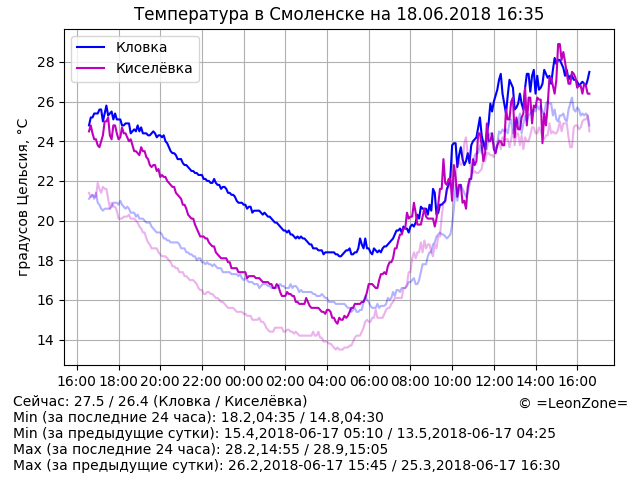 Температура в Смоленске на 18.06.2018 16:35
Кловка
Киселёвка
градусов Цельсия, °C
28
26
24
22
20
18
16
14
16:00 18:00 20:00 22:00 00:00 02:00 04:00 06:00 08:00 10:00 12:00 14:00 16:00
Сейчас: 27.5 / 26.4 (Кловка / Киселёвка)
© =LeonZone=
Min (за последние 24 часа): 18.2,04:35 / 14.8,04:30
Min (за предыдущие сутки): 15.4,2018-06-17 05:10 / 13.5,2018-06-17 04:25
Max (за последние 24 часа): 28.2,14:55 / 28.9,15:05
Max (за предыдущие сутки): 26.2,2018-06-17 15:45 / 25.3,2018-06-17 16:30